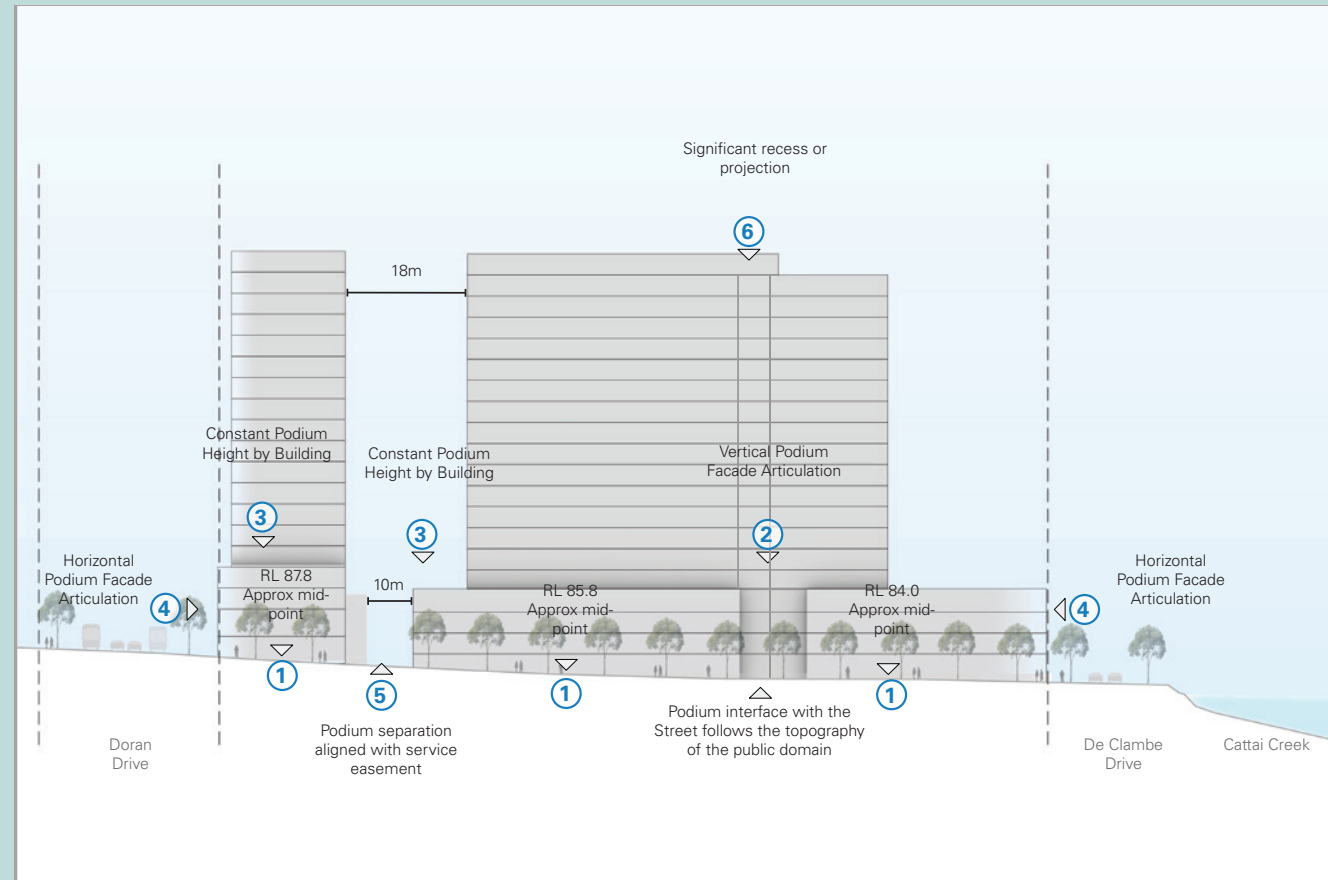 Significant recess or
projection
6
18m
Constant Podium
Height by Building
Constant Podium
Height by Building
Vertical Podium
Facade Articulation
3
3
2
Horizontal
Podium Facade
Articulation
4
RL 87.8
Approx mid-
point
10m
RL 85.8
Approx mid-
point
RL 84.0
Approx mid-
point
Horizontal
Podium Facade
Articulation
4
1
5
1
1
Podium separation
aligned with service
easement
Podium interface with the
Street follows the topography
of the public domain
Doran
Drive
De Clambe
Drive
Cattai Creek